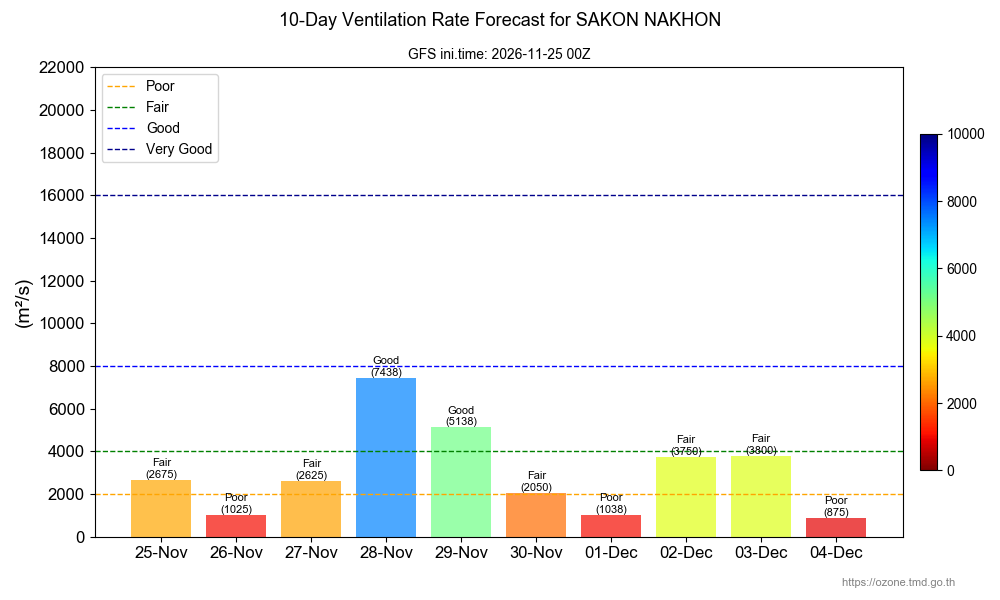 10-Day Ventilation Rate Forecast for SAKON NAKHON
GFS ini.time: 2026-11-25 00Z
22000
20000
18000
16000
14000
12000
10000
8000
6000
4000
2000
0
(m²/s)
Poor
Fair
Good
Very Good
Fair
(2675)
Poor
(1025)
Fair
(2625)
Good
(7438)
Good
(5138)
Fair
(2050)
Poor
(1038)
Fair
(3750)
Fair
(3800)
Poor
(875)
25-Nov 26-Nov 27-Nov 28-Nov 29-Nov 30-Nov 01-Dec 02-Dec 03-Dec 04-Dec
10000
8000
6000
4000
2000
0
https://ozone.tmd.go.th